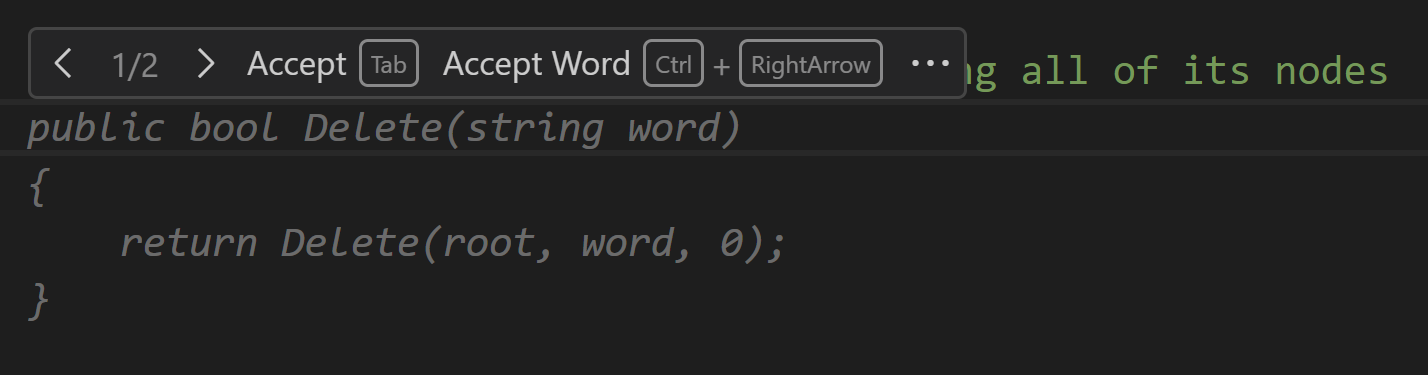 1/2 Accept Tab Accept Word Ctrl + RightArrow ...
all of its nodes
public bool Delete(string word)
{
return Delete(root, word, 0);
}